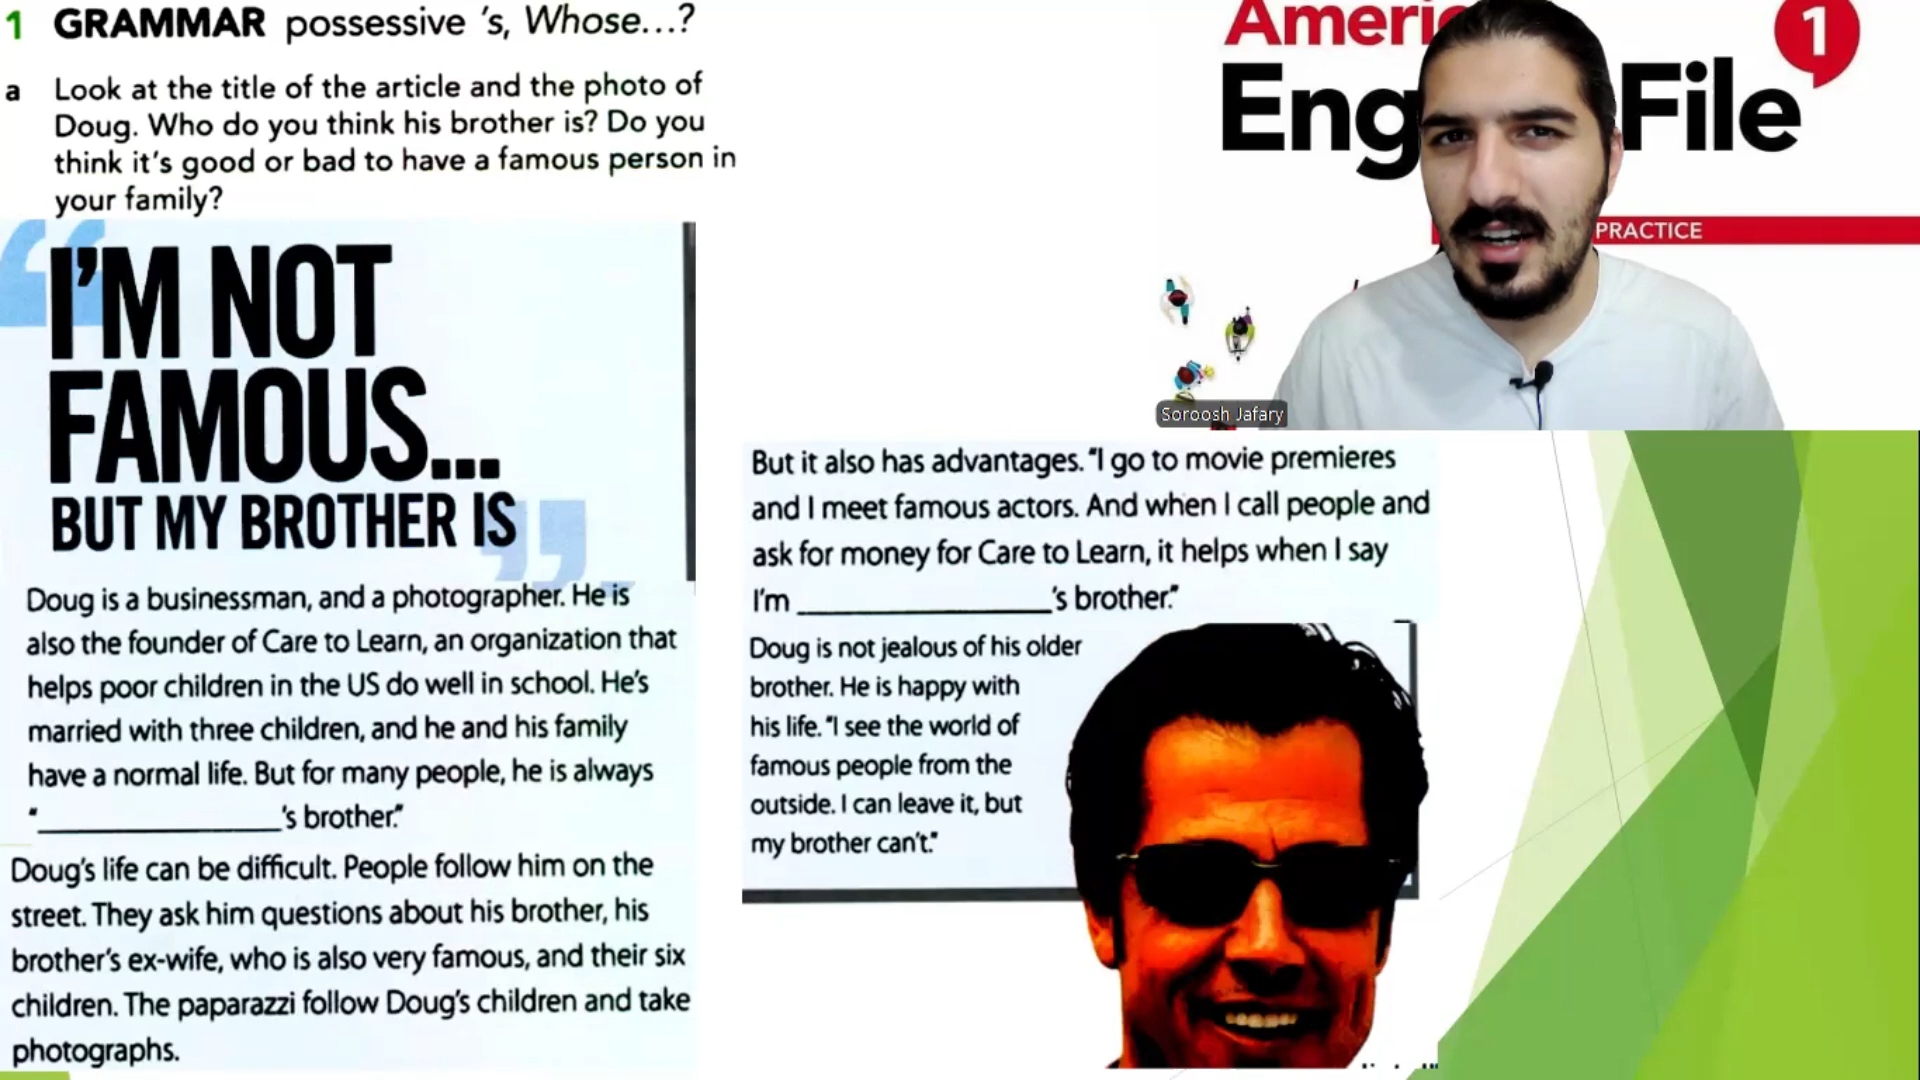 1 GRAMMAR possessive 's, Whose...?
a Look at the title of the article and the photo of
Doug. Who do you think his brother is? Do you
think it's good or bad to have a famous person in
your family?
“I'M NOT
FAMOUS...
BUT MY BROTHER IS”
Doug is a businessman, and a photographer. He is
also the founder of Care to Learn, an organization that
helps poor children in the US do well in school. He's
married with three children, and he and his family
have a normal life. But for many people, he is always
“_______________'s brother.”
Doug's life can be difficult. People follow him on the
street. They ask him questions about his brother, his
brother's ex-wife, who is also very famous, and their six
children. The paparazzi follow Doug's children and take
photographs.
But it also has advantages. “I go to movie premieres
and I meet famous actors. And when I call people and
ask for money for Care to Learn, it helps when I say
I'm _______________'s brother.”
Doug is not jealous of his older
brother. He is happy with
his life. “I see the world of
famous people from the
outside. I can leave it, but
my brother can't.”
1
File
PRACTICE
Soroosh Jafary